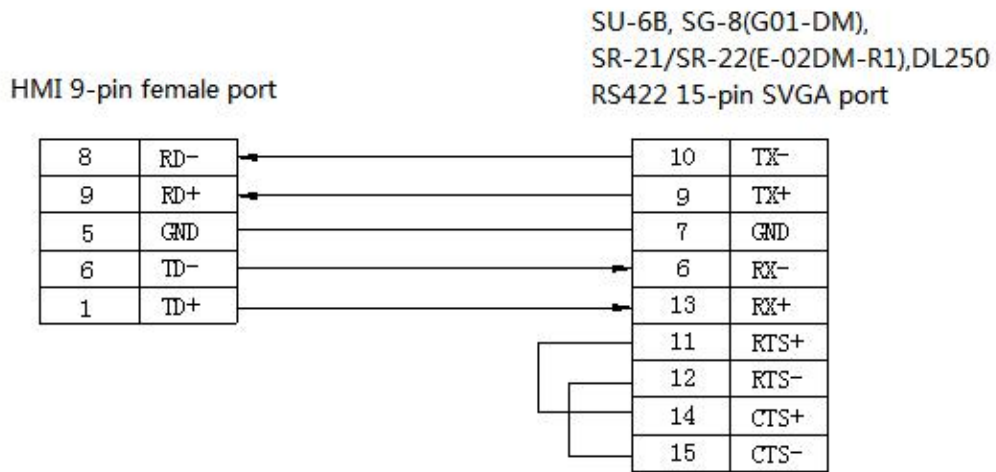 SU-6B, SG-8(G01-DM),
SR-21/SR-22(E-02DM-R1),DL250
HMI 9-pin female port
RS422 15-pin SVGA port
8 RD- 10 TX-
9 RD+ 9 TX+
5 GND 7 GND
6 TD- 6 RX-
1 TD+ 13 RX+
11 RTS+
12 RTS-
14 CTS+
15 CTS-